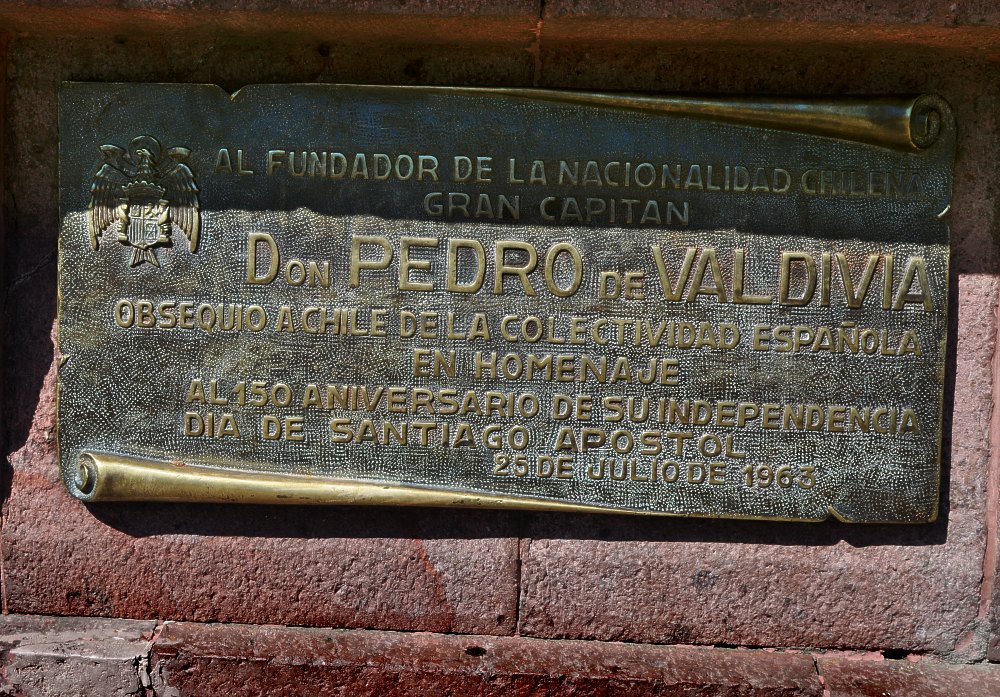 AL FUNDADOR DE LA NACIONALIDAD CHILENA
GRAN CAPITAN
DON PEDRO DE VALDIVIA
OBSEQUIO A CHILE DE LA COLECTIVIDAD ESPAÑOLA
EN HOMENAJE
AL 150 ANIVERSARIO DE SU INDEPENDENCIA
DIA DE SANTIAGO APOSTOL
25 DE JULIO DE 1963